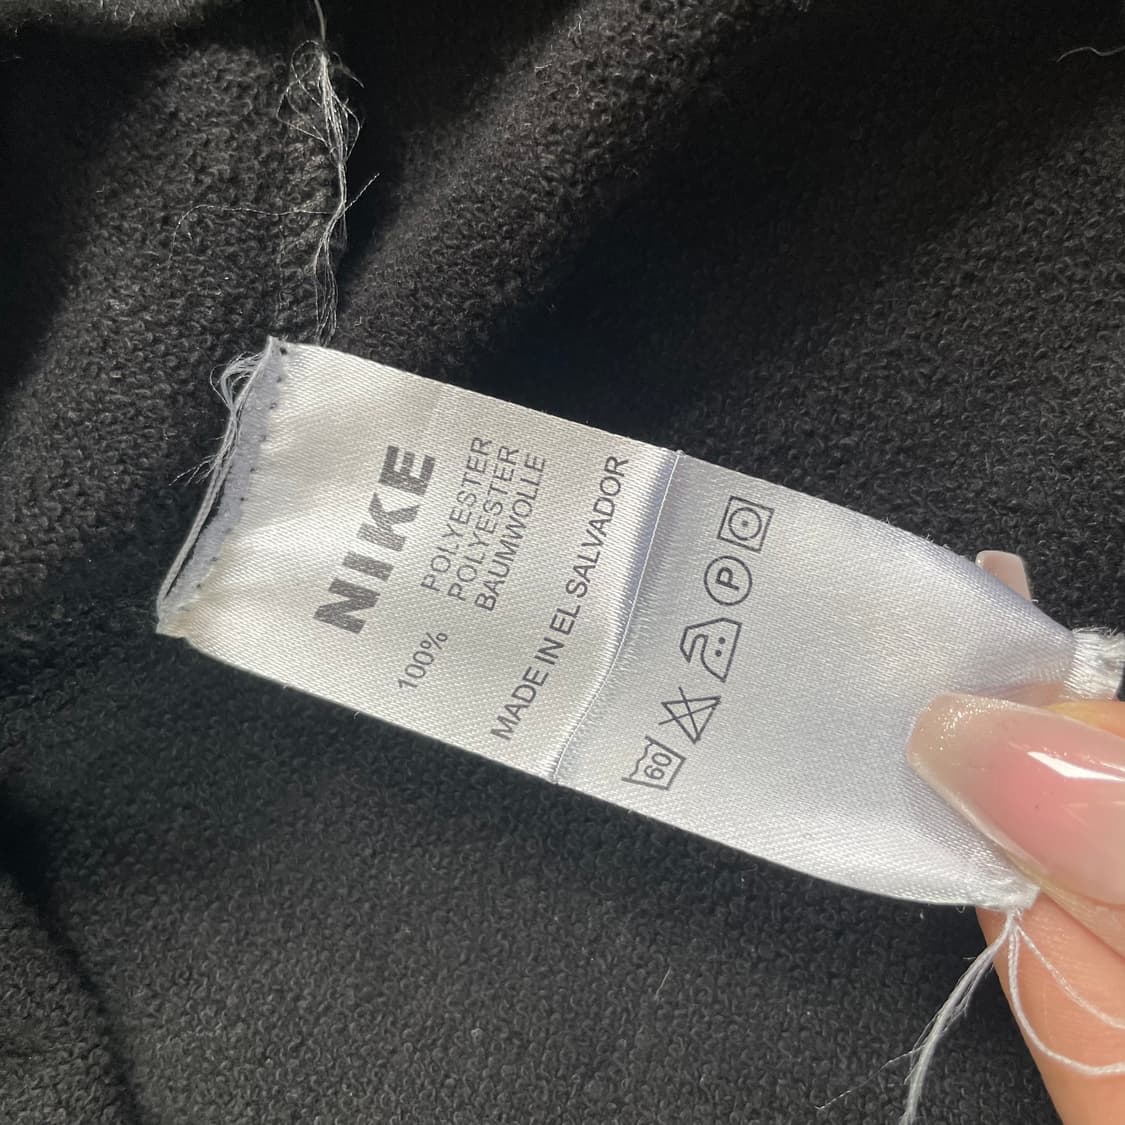 NIKE
100% POLYESTER
POLYESTER
BAUMWOLLE
MADE IN EL SALVADOR
60 P